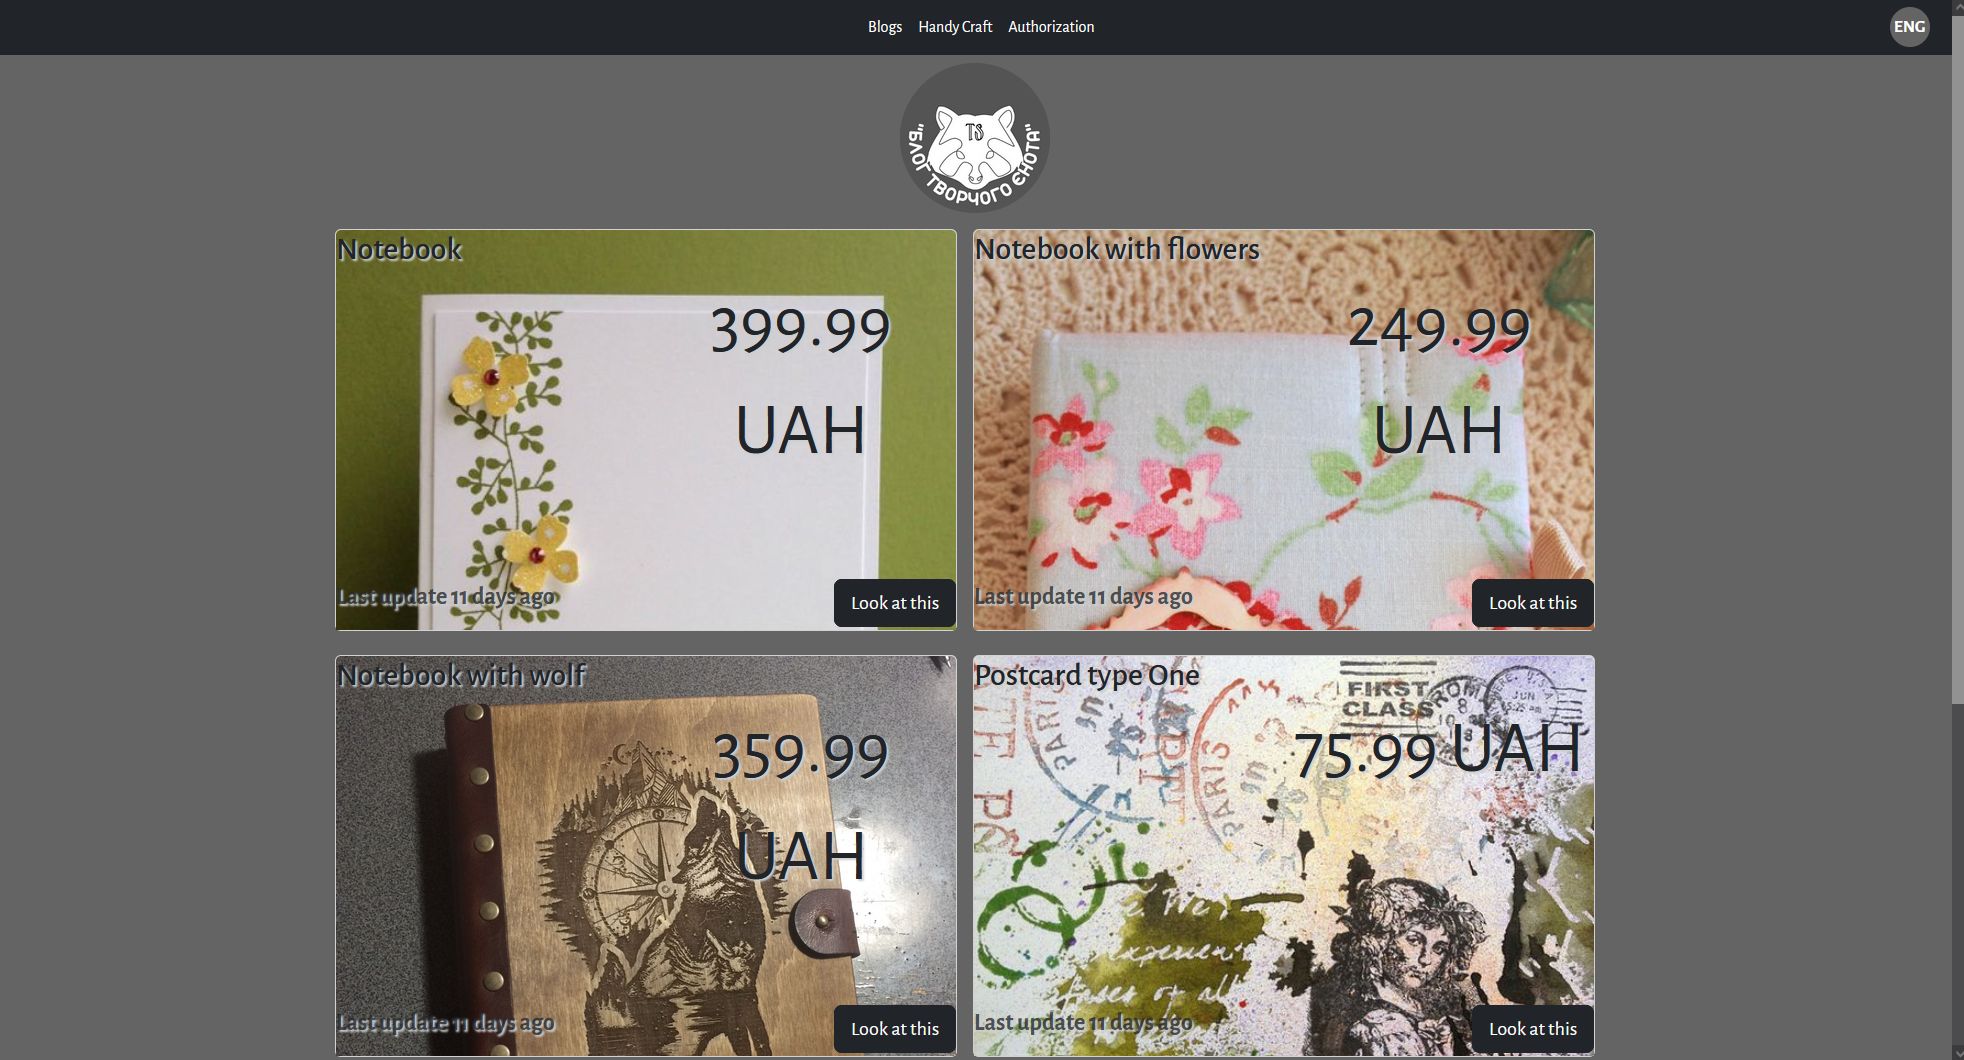 Blogs Handy Craft Authorization ENG
TS
"БЛОГ ТВОРЧОГО ЄНОТА"
Notebook
399.99
UAH
Last update 11 days ago
Look at this
Notebook with flowers
249.99
UAH
Last update 11 days ago
Look at this
Notebook with wolf
359.99
UAH
Last update 11 days ago
Look at this
Postcard type One
75.99 UAH
FIRST
CLASS
JUN
PARIS
PARIS
Last update 11 days ago
Look at this